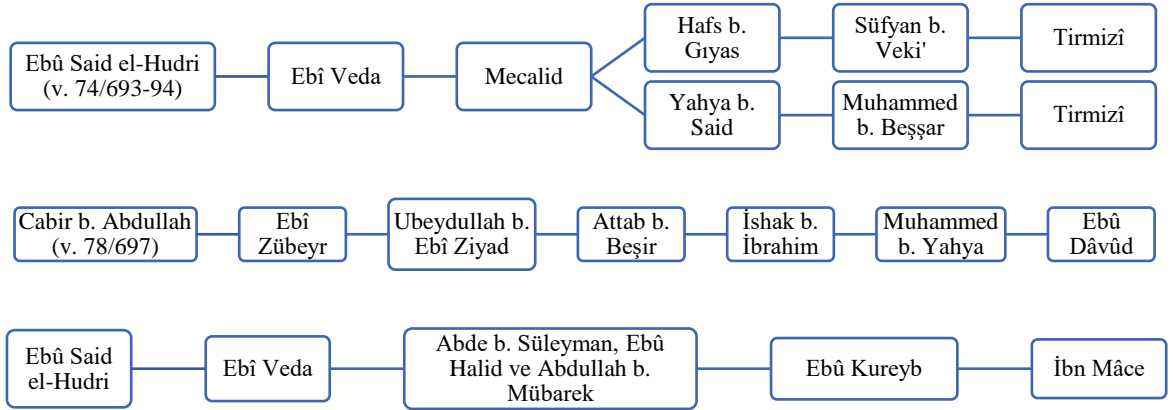 Ebû Said el-Hudri
(v. 74/693-94)
Ebî Veda
Mecalid
Hafs b.
Gıyas
Süfyan b.
Veki'
Tirmizî
Yahya b.
Said
Muhammed
b. Beşşar
Tirmizî
Cabir b. Abdullah
(v. 78/697)
Ebî
Zübeyr
Ubeydullah b.
Ebî Ziyad
Attab b.
Beşir
İshak b.
İbrahim
Muhammed
b. Yahya
Ebû
Dâvûd
Ebû Said
el-Hudri
Ebî Veda
Abde b. Süleyman, Ebû
Halid ve Abdullah b.
Mübarek
Ebû Kureyb
İbn Mâce